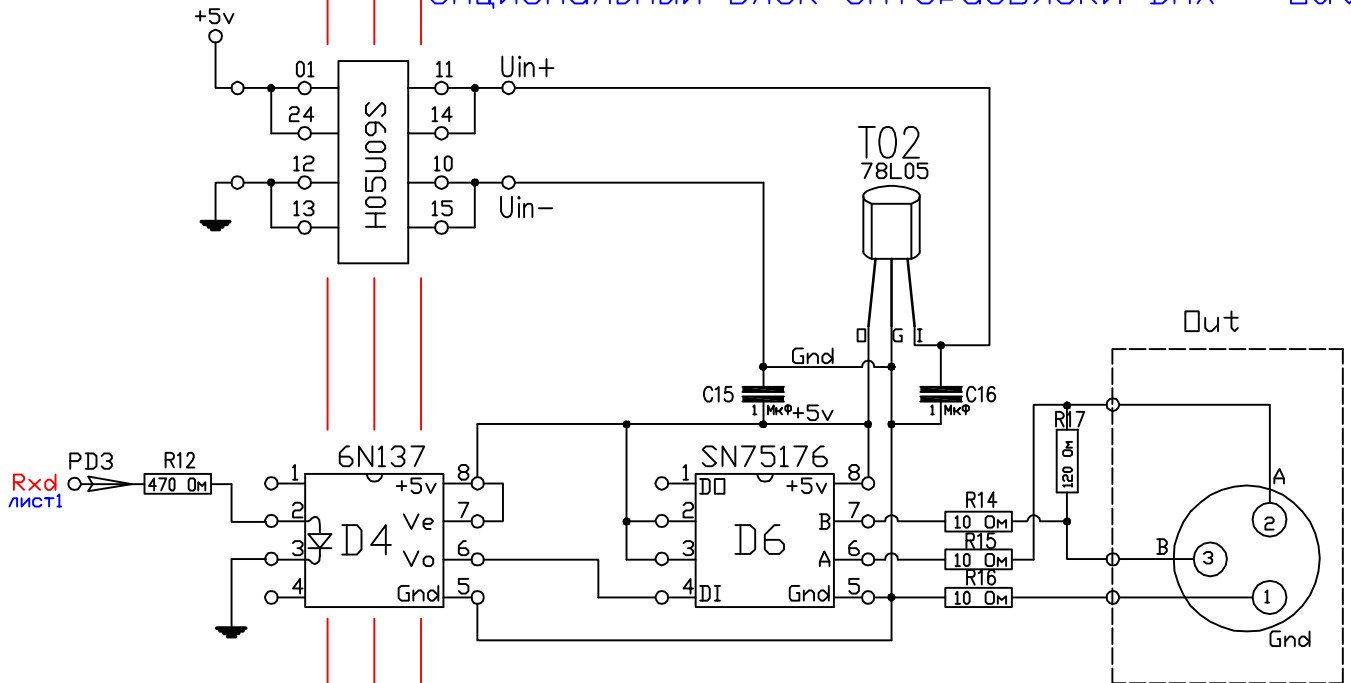 +5v
01
11
Uin+
24
14
H05U09S
12
10
13
15
Uin-
T02
78L05
O
G
I
Out
Gnd
C15
1 Мкф
+5v
C16
1 Мкф
R17
120 Ом
6N137
SN75176
PD3
R12
470 Ом
Rxd
лист1
1
+5v
8
2
Ve
7
3
D4
Vo
6
4
Gnd
5
1
DO
+5v
8
2
B
7
3
D6
A
6
4
DI
Gnd
5
R14
10 Ом
R15
10 Ом
R16
10 Ом
A
2
B
3
1
Gnd